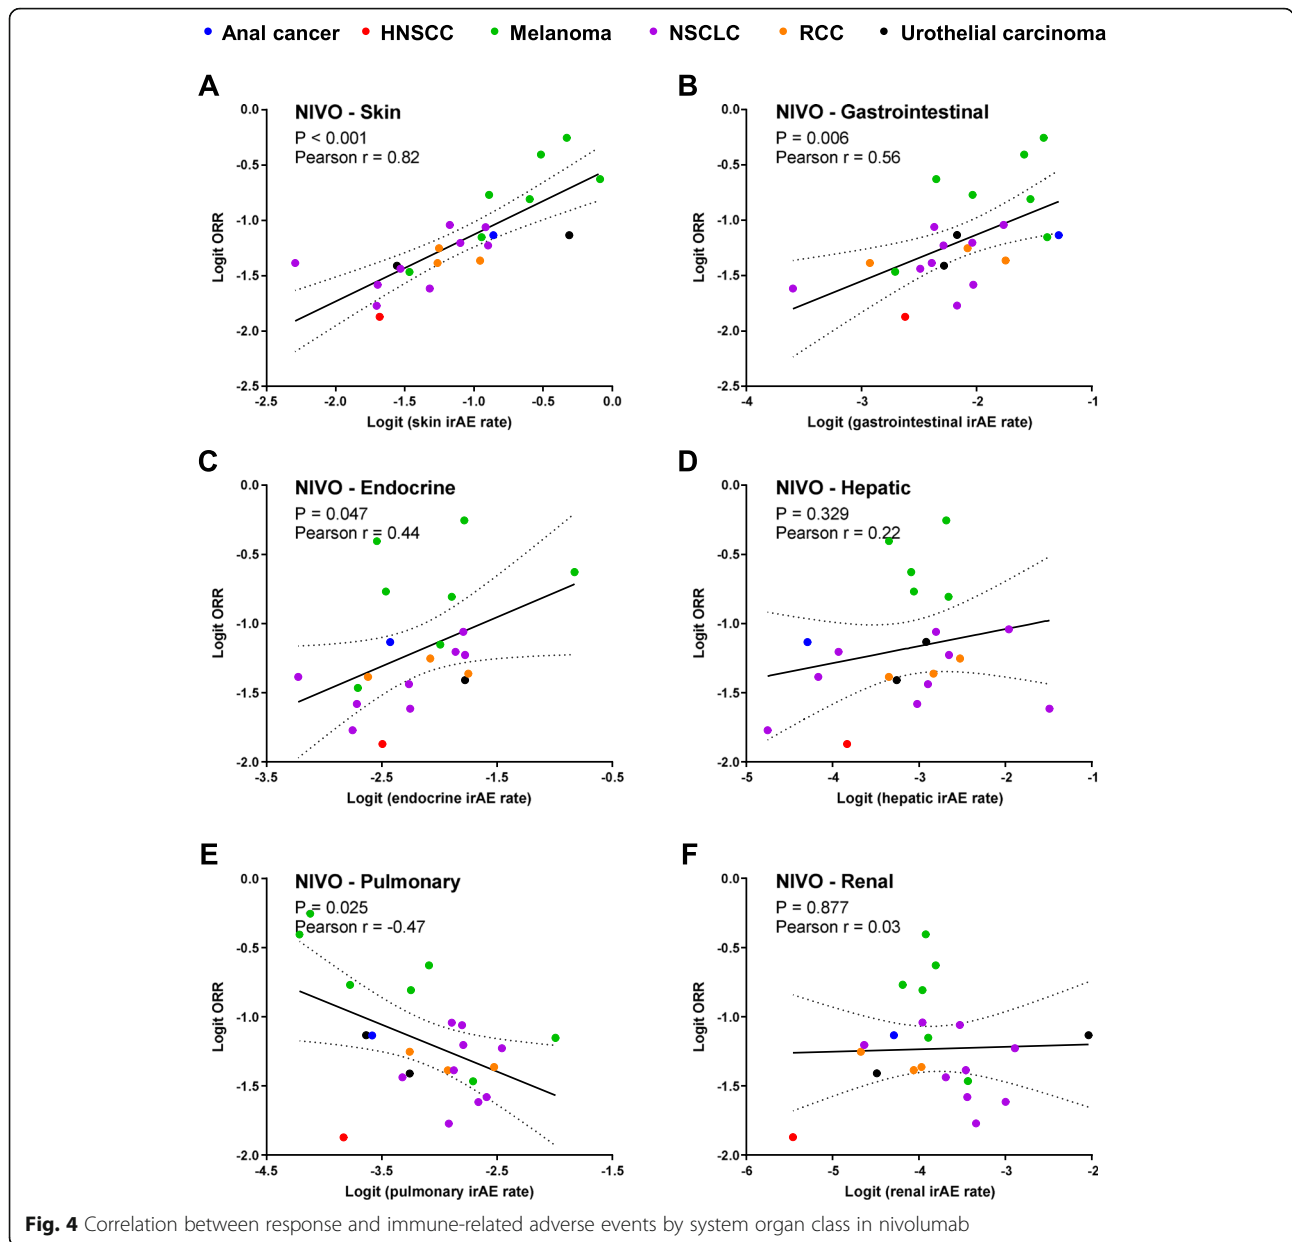 Anal cancer HNSCC Melanoma NSCLC RCC Urothelial carcinoma
A
NIVO - Skin
P < 0.001
Pearson r = 0.82
0.0
-0.5
-1.0
-1.5
-2.0
-2.5
Logit ORR
-2.5 -2.0 -1.5 -1.0 -0.5 0.0
Logit (skin irAE rate)
B
NIVO - Gastrointestinal
P = 0.006
Pearson r = 0.56
0.0
-0.5
-1.0
-1.5
-2.0
-2.5
Logit ORR
-4 -3 -2 -1
Logit (gastrointestinal irAE rate)
C
NIVO - Endocrine
P = 0.047
Pearson r = 0.44
0.0
-0.5
-1.0
-1.5
-2.0
Logit ORR
-3.5 -2.5 -1.5 -0.5
Logit (endocrine irAE rate)
D
NIVO - Hepatic
P = 0.329
Pearson r = 0.22
0.0
-0.5
-1.0
-1.5
-2.0
Logit ORR
-5 -4 -3 -2 -1
Logit (hepatic irAE rate)
E
NIVO - Pulmonary
P = 0.025
Pearson r = -0.47
0.0
-0.5
-1.0
-1.5
-2.0
Logit ORR
-4.5 -3.5 -2.5 -1.5
Logit (pulmonary irAE rate)
F
NIVO - Renal
P = 0.877
Pearson r = 0.03
0.0
-0.5
-1.0
-1.5
-2.0
Logit ORR
-6 -5 -4 -3 -2
Logit (renal irAE rate)
Fig. 4 Correlation between response and immune-related adverse events by system organ class in nivolumab